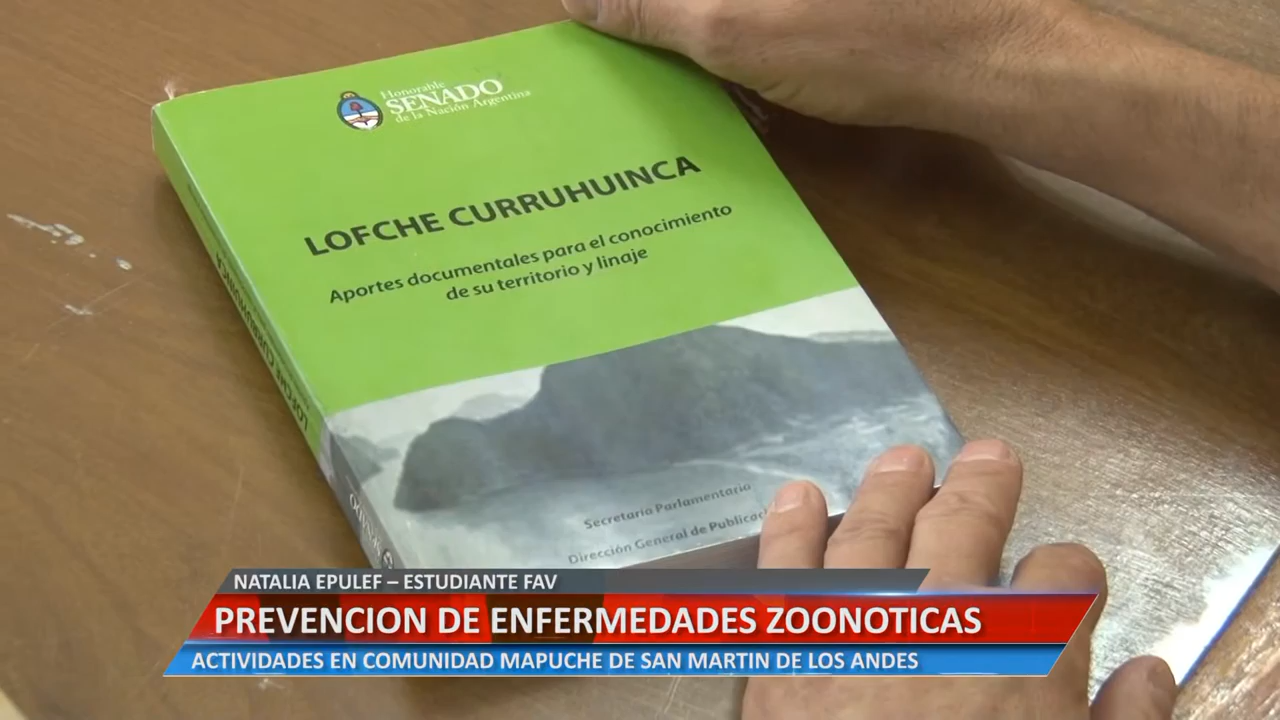 Honorable
SENADO
de la Nación Argentina
LOFCHE CURRUHUINCA
Aportes documentales para el conocimiento
de su territorio y linaje
LOFCHE CURRUHUINCA
Secretaría Parlamentaria
Dirección General de
NATALIA EPULEF – ESTUDIANTE FAV
PREVENCION DE ENFERMEDADES ZOONOTICAS
ACTIVIDADES EN COMUNIDAD MAPUCHE DE SAN MARTIN DE LOS ANDES